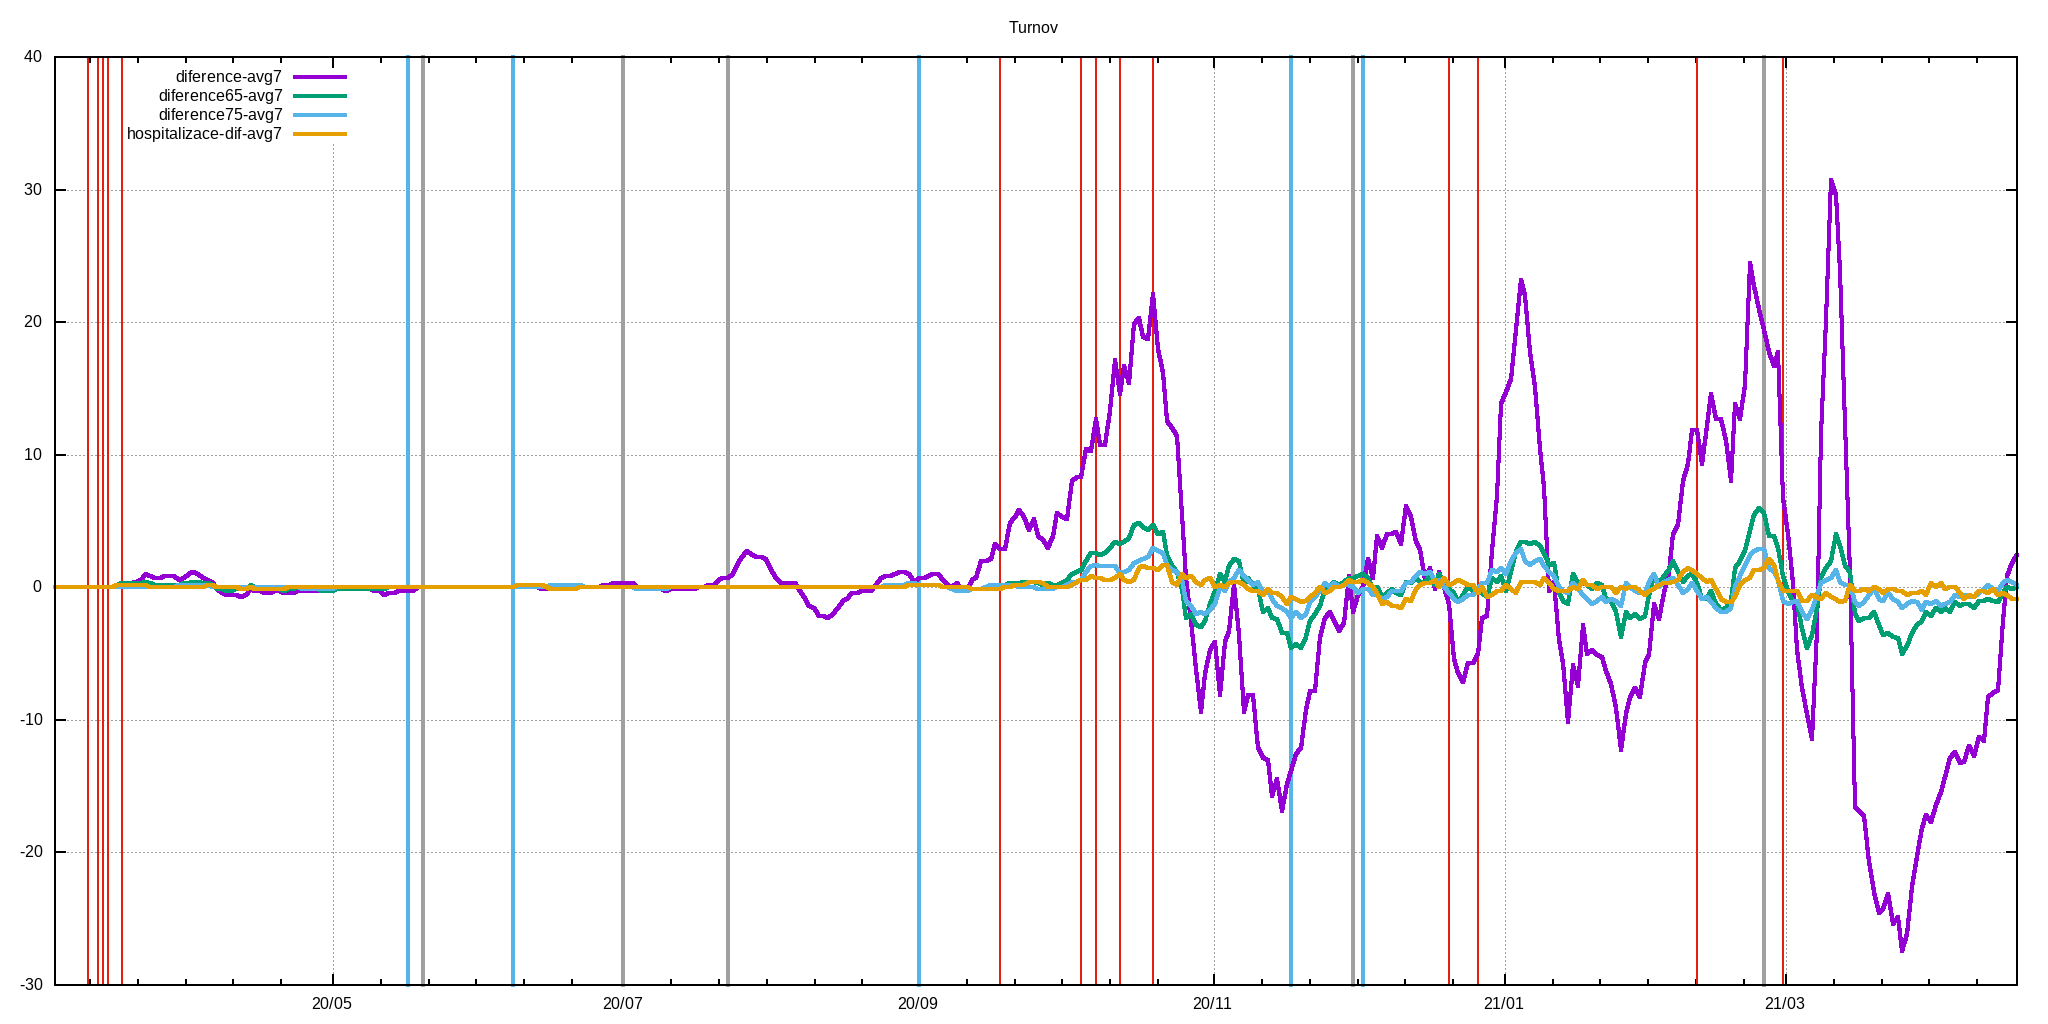 Turnov
40
diference-avg7
diference65-avg7
diference75-avg7
hospitalizace-dif-avg7
30
20
10
0
-10
-20
-30
20/05 20/07 20/09 20/11 21/01 21/03